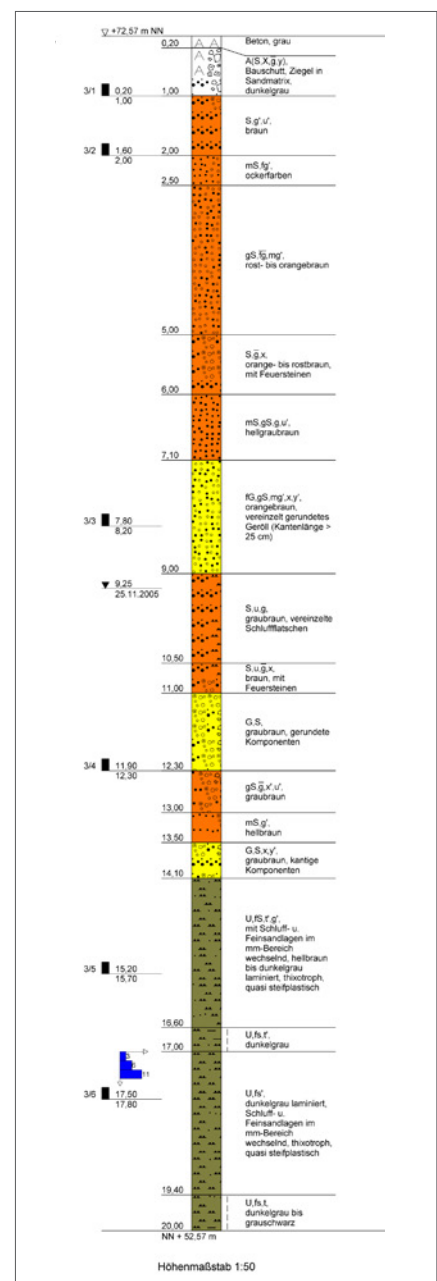 +72,57 m NN
0,20
Beton, grau
A(S,X,g̅,y),
Bauschutt, Ziegel in
Sandmatrix,
dunkelgrau
3/1 0,20
1,00
1,00
S,g',u',
braun
3/2 1,60
2,00
2,00
mS,fg',
ockerfarben
2,50
gS,f̅g̅,mg',
rost- bis orangebraun
5,00
S,g̅,x,
orange- bis rostbraun,
mit Feuersteinen
6,00
mS,gS,g,u',
hellgraubraun
7,10
fG,gS,mg',x,y',
orangebraun,
vereinzelt gerundetes
Geröll (Kantenlänge >
25 cm)
3/3 7,80
8,20
9,00
9,25
25.11.2005
S,u,g,
graubraun, vereinzelte
Schluffflatschen
10,50
S,u,g̅,x,
braun, mit
Feuersteinen
11,00
G,S,
graubraun, gerundete
Komponenten
3/4 11,90
12,30
12,30
gS,g̅,x',u',
graubraun
13,00
mS,g',
hellbraun
13,50
G,S,x,y',
graubraun, kantige
Komponenten
14,10
U,fS,t',g',
mit Schluff- u.
Feinsandlagen im
mm-Bereich
wechselnd, hellbraun
bis dunkelgrau
laminiert, thixotroph,
quasi steifplastisch
3/5 15,20
15,70
16,60
U,fs,t',
dunkelgrau
17,00
11
3/6 17,50
17,80
U,fs',
dunkelgrau laminiert,
Schluff- u.
Feinsandlagen im
mm-Bereich
wechselnd, thixotroph,
quasi steifplastisch
19,40
U,fs,t,
dunkelgrau bis
grauschwarz
20,00
NN + 52,57 m
Höhenmaßstab 1:50